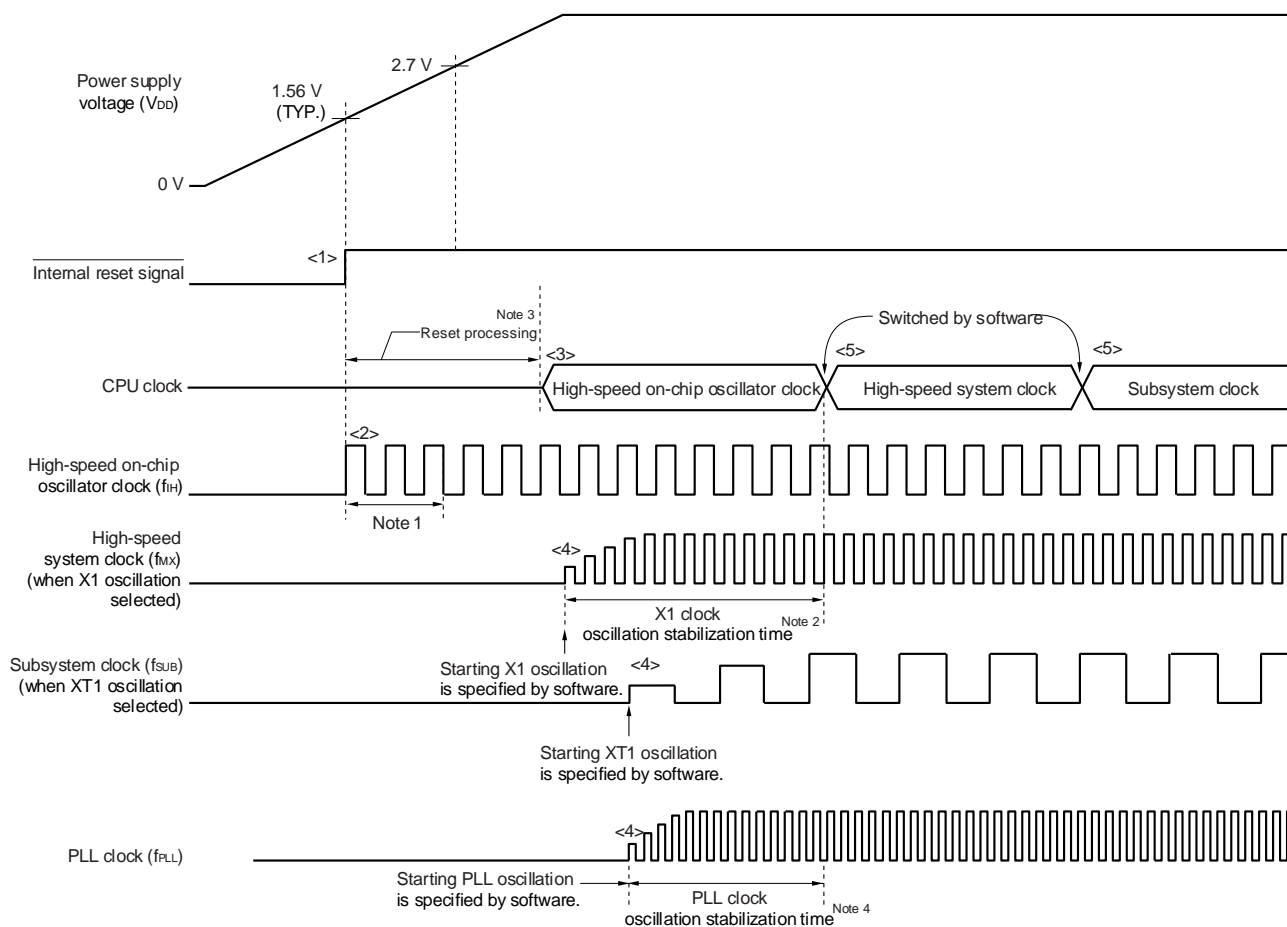 Power supply
voltage (VDD)
2.7 V
1.56 V
(TYP.)
0 V
Internal reset signal
<1>
Note 3
Reset processing
Switched by software
CPU clock
<3>
High-speed on-chip oscillator clock
<5>
High-speed system clock
<5>
Subsystem clock
High-speed on-chip
oscillator clock (fIH)
<2>
Note 1
High-speed
system clock (fMX)
(when X1 oscillation
selected)
<4>
X1 clock
oscillation stabilization time Note 2
Starting X1 oscillation
is specified by software.
Subsystem clock (fSUB)
(when XT1 oscillation
selected)
<4>
Starting XT1 oscillation
is specified by software.
PLL clock (fPLL)
<4>
Starting PLL oscillation
is specified by software.
PLL clock
oscillation stabilization time Note 4